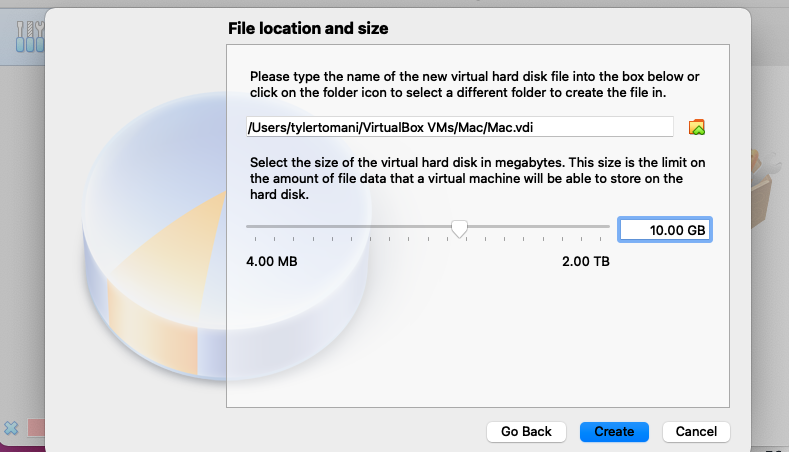 File location and size
Please type the name of the new virtual hard disk file into the box below or
click on the folder icon to select a different folder to create the file in.
/Users/tylertomani/VirtualBox VMs/Mac/Mac.vdi
Select the size of the virtual hard disk in megabytes. This size is the limit on
the amount of file data that a virtual machine will be able to store on the
hard disk.
10.00 GB
4.00 MB 2.00 TB
Go Back Create Cancel